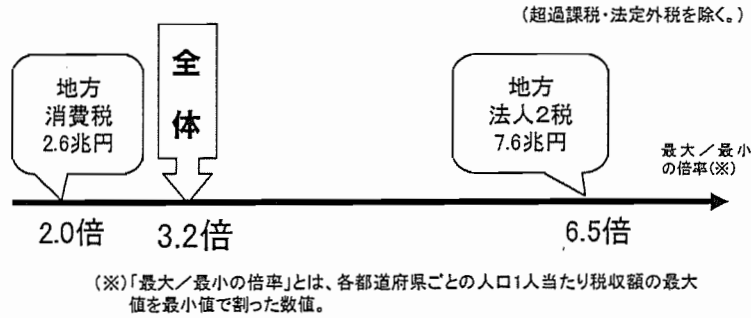 (超過課税・法定外税を除く。)
全体
地方
消費税
2.6兆円
地方
法人2税
7.6兆円
最大／最小
の倍率(※)
2.0倍
3.2倍
6.5倍
(※)「最大／最小の倍率」とは、各都道府県ごとの人口1人当たり税収額の最大
値を最小値で割った数値。